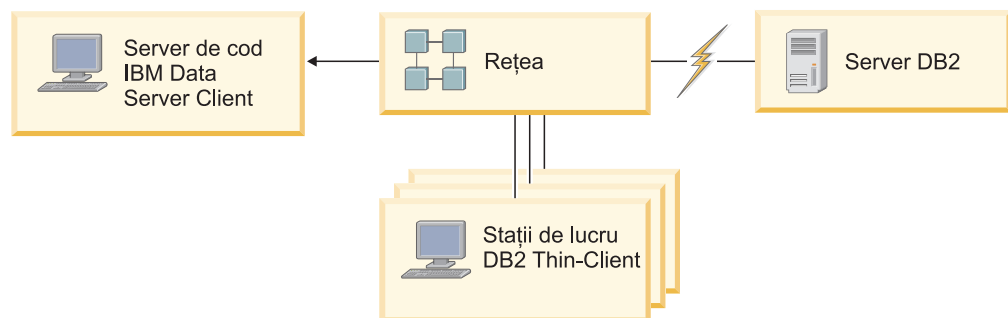 Server de cod
IBM Data
Server Client
Rețea
Server DB2
Stații de lucru
DB2 Thin-Client